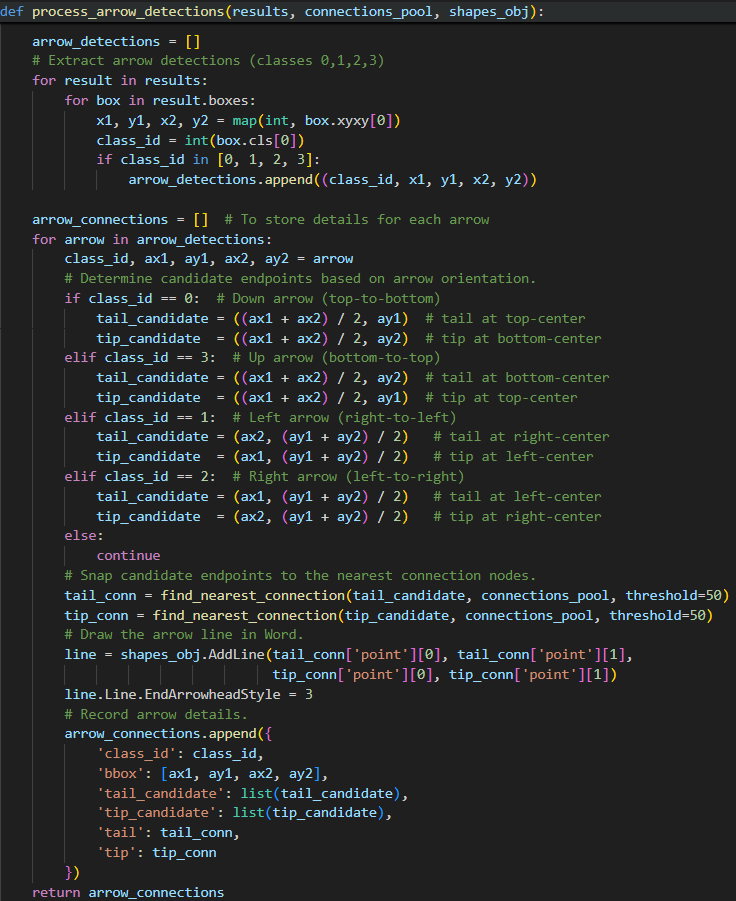 def process_arrow_detections(results, connections_pool, shapes_obj):
    arrow_detections = []
    # Extract arrow detections (classes 0,1,2,3)
    for result in results:
        for box in result.boxes:
            x1, y1, x2, y2 = map(int, box.xyxy[0])
            class_id = int(box.cls[0])
            if class_id in [0, 1, 2, 3]:
                arrow_detections.append((class_id, x1, y1, x2, y2))
    arrow_connections = []  # To store details for each arrow
    for arrow in arrow_detections:
        class_id, ax1, ay1, ax2, ay2 = arrow
        # Determine candidate endpoints based on arrow orientation.
        if class_id == 0:  # Down arrow (top-to-bottom)
            tail_candidate = ((ax1 + ax2) / 2, ay1)  # tail at top-center
            tip_candidate  = ((ax1 + ax2) / 2, ay2)  # tip at bottom-center
        elif class_id == 3:  # Up arrow (bottom-to-top)
            tail_candidate = ((ax1 + ax2) / 2, ay2)  # tail at bottom-center
            tip_candidate  = ((ax1 + ax2) / 2, ay1)  # tip at top-center
        elif class_id == 1:  # Left arrow (right-to-left)
            tail_candidate = (ax2, (ay1 + ay2) / 2)   # tail at right-center
            tip_candidate  = (ax1, (ay1 + ay2) / 2)   # tip at left-center
        elif class_id == 2:  # Right arrow (left-to-right)
            tail_candidate = (ax1, (ay1 + ay2) / 2)   # tail at left-center
            tip_candidate  = (ax2, (ay1 + ay2) / 2)   # tip at right-center
        else:
            continue
        # Snap candidate endpoints to the nearest connection nodes.
        tail_conn = find_nearest_connection(tail_candidate, connections_pool, threshold=50)
        tip_conn = find_nearest_connection(tip_candidate, connections_pool, threshold=50)
        # Draw the arrow line in Word.
        line = shapes_obj.AddLine(tail_conn['point'][0], tail_conn['point'][1],
                                  tip_conn['point'][0], tip_conn['point'][1])
        line.Line.EndArrowheadStyle = 3
        # Record arrow details.
        arrow_connections.append({
            'class_id': class_id,
            'bbox': [ax1, ay1, ax2, ay2],
            'tail_candidate': list(tail_candidate),
            'tip_candidate': list(tip_candidate),
            'tail': tail_conn,
            'tip': tip_conn
        })
    return arrow_connections